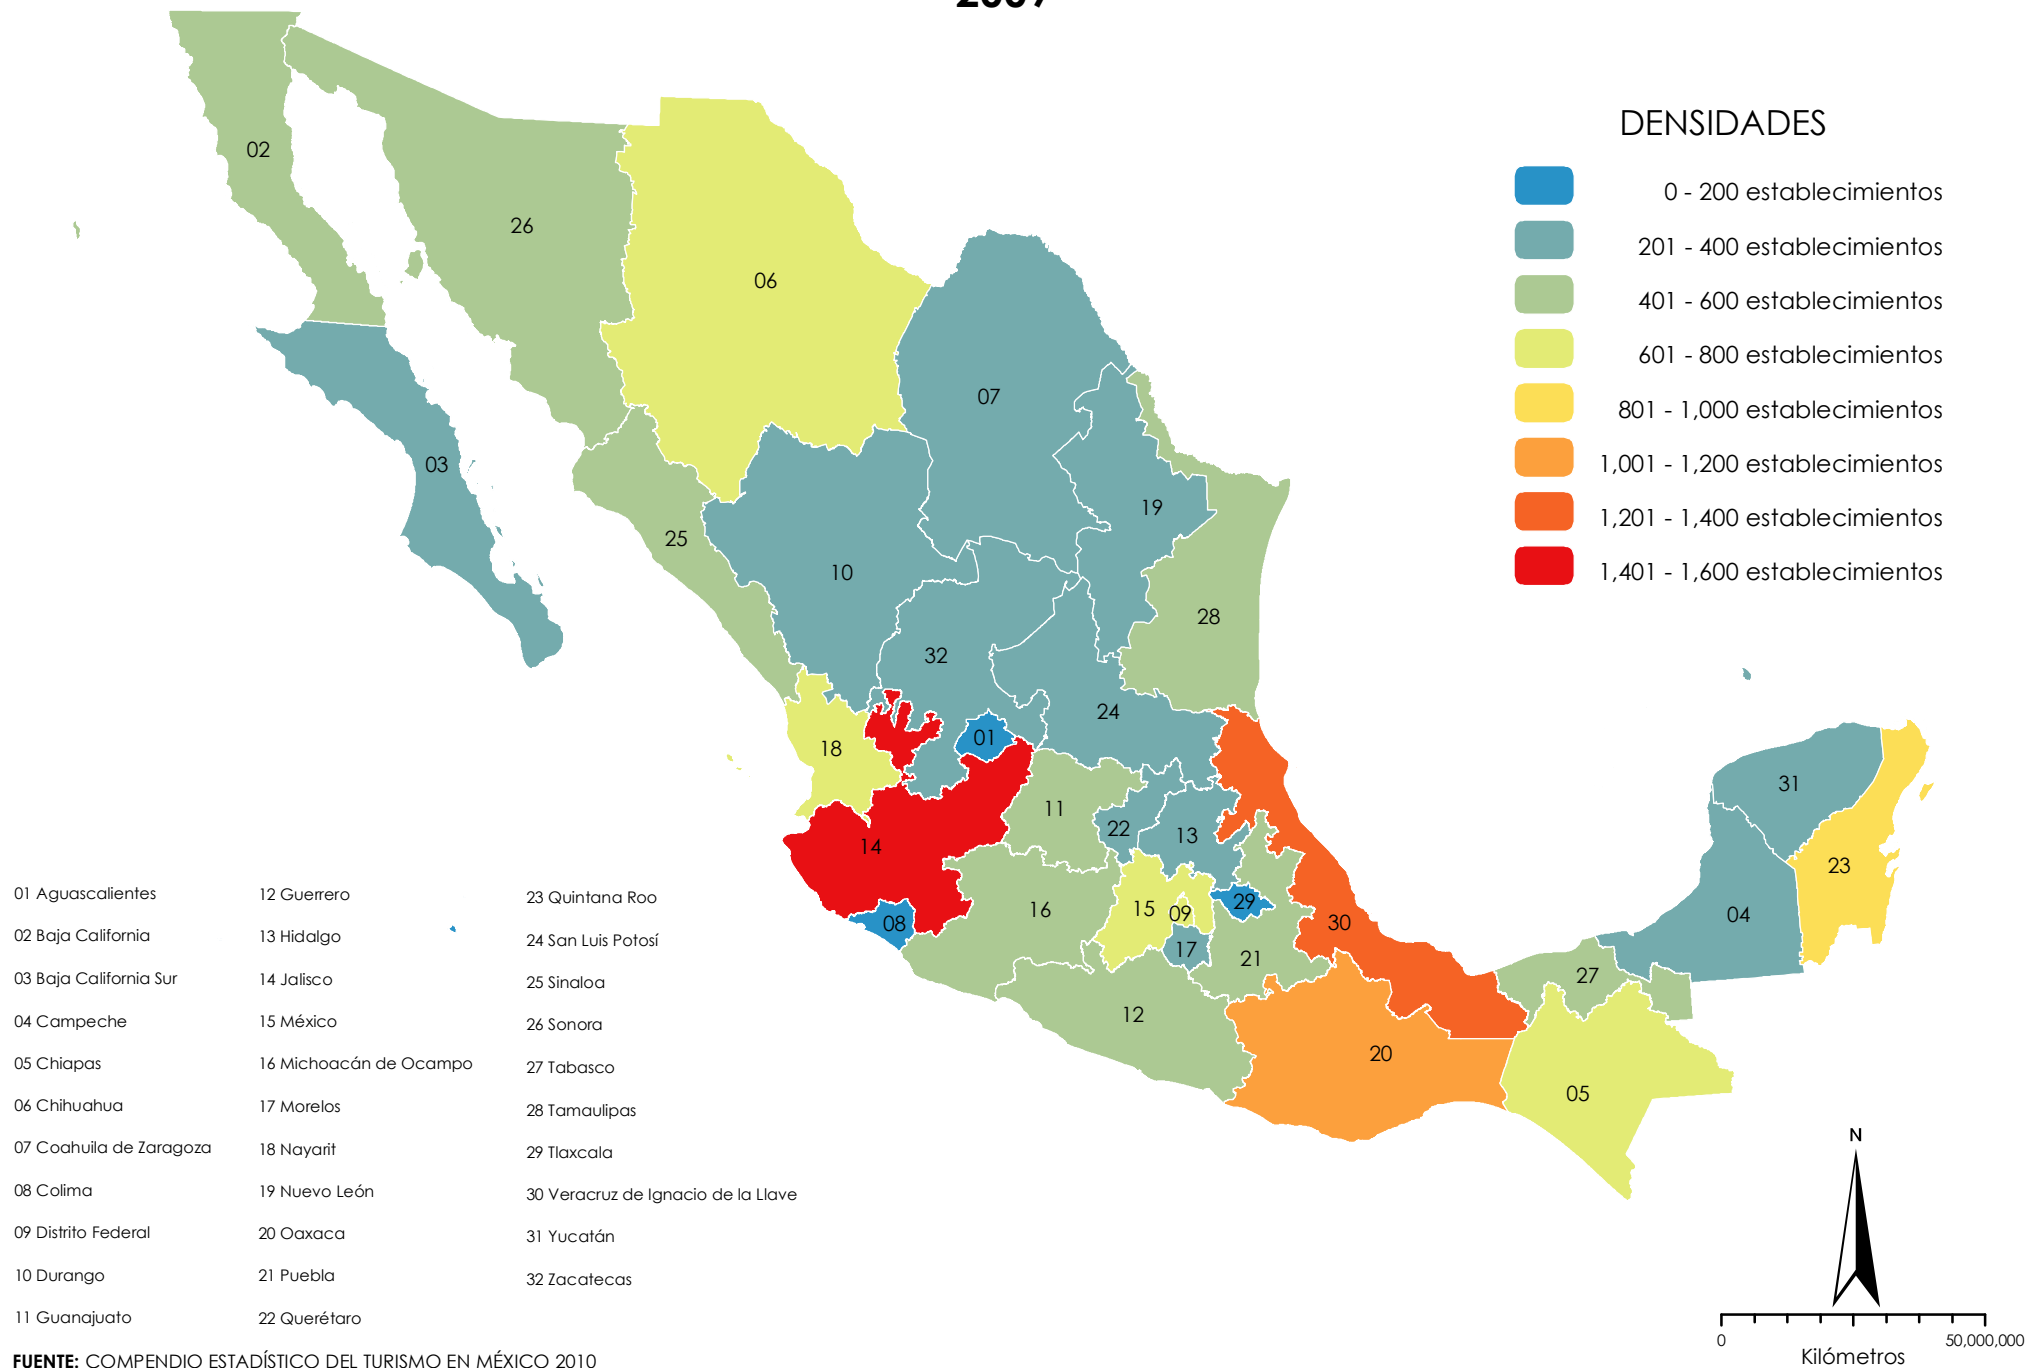 2009
DENSIDADES
0 - 200 establecimientos
201 - 400 establecimientos
401 - 600 establecimientos
601 - 800 establecimientos
801 - 1,000 establecimientos
1,001 - 1,200 establecimientos
1,201 - 1,400 establecimientos
1,401 - 1,600 establecimientos
02
26
06
07
03
19
25
10
28
32
24
01
18
31
11
22
13
14
23
29
15
09
16
08
30
04
17
21
27
12
20
05
01 Aguascalientes
02 Baja California
03 Baja California Sur
04 Campeche
05 Chiapas
06 Chihuahua
07 Coahuila de Zaragoza
08 Colima
09 Distrito Federal
10 Durango
11 Guanajuato
12 Guerrero
13 Hidalgo
14 Jalisco
15 México
16 Michoacán de Ocampo
17 Morelos
18 Nayarit
19 Nuevo León
20 Oaxaca
21 Puebla
22 Querétaro
23 Quintana Roo
24 San Luis Potosí
25 Sinaloa
26 Sonora
27 Tabasco
28 Tamaulipas
29 Tlaxcala
30 Veracruz de Ignacio de la Llave
31 Yucatán
32 Zacatecas
N
0 50,000,000
Kilómetros
FUENTE: COMPENDIO ESTADÍSTICO DEL TURISMO EN MÉXICO 2010